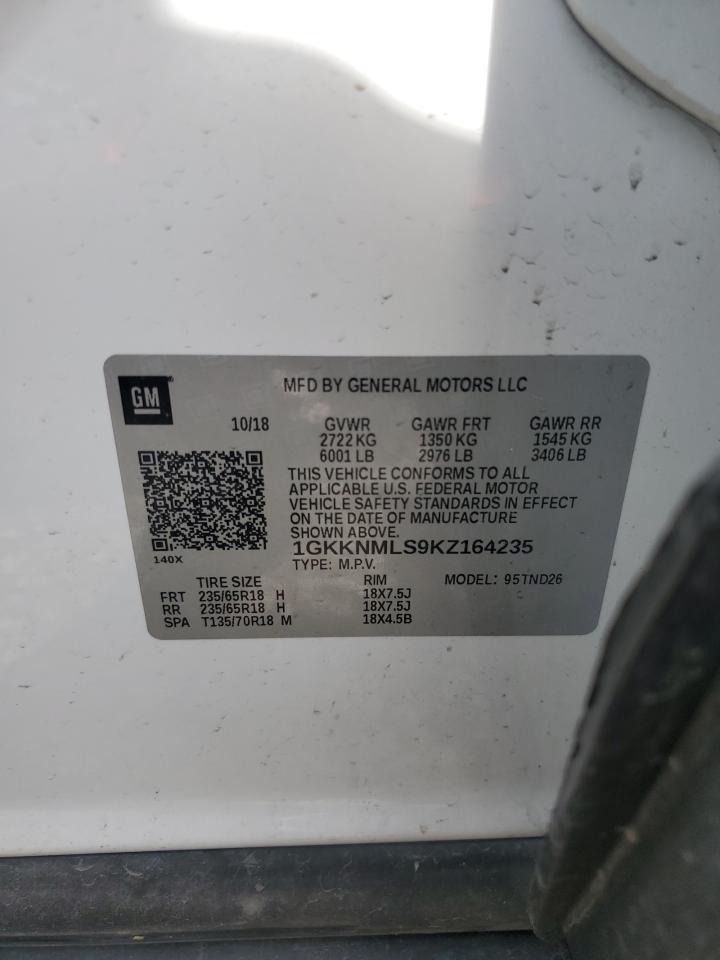 GM
MFD BY GENERAL MOTORS LLC
10/18 GVWR GAWR FRT GAWR RR
2722 KG 1350 KG 1545 KG
6001 LB 2976 LB 3406 LB
THIS VEHICLE CONFORMS TO ALL
APPLICABLE U.S. FEDERAL MOTOR
VEHICLE SAFETY STANDARDS IN EFFECT
ON THE DATE OF MANUFACTURE
SHOWN ABOVE.
140X 1GKKNMLS9KZ164235
TYPE: M.P.V.
TIRE SIZE RIM MODEL: 95TND26
FRT 235/65R18 H 18X7.5J
RR 235/65R18 H 18X7.5J
SPA T135/70R18 M 18X4.5B